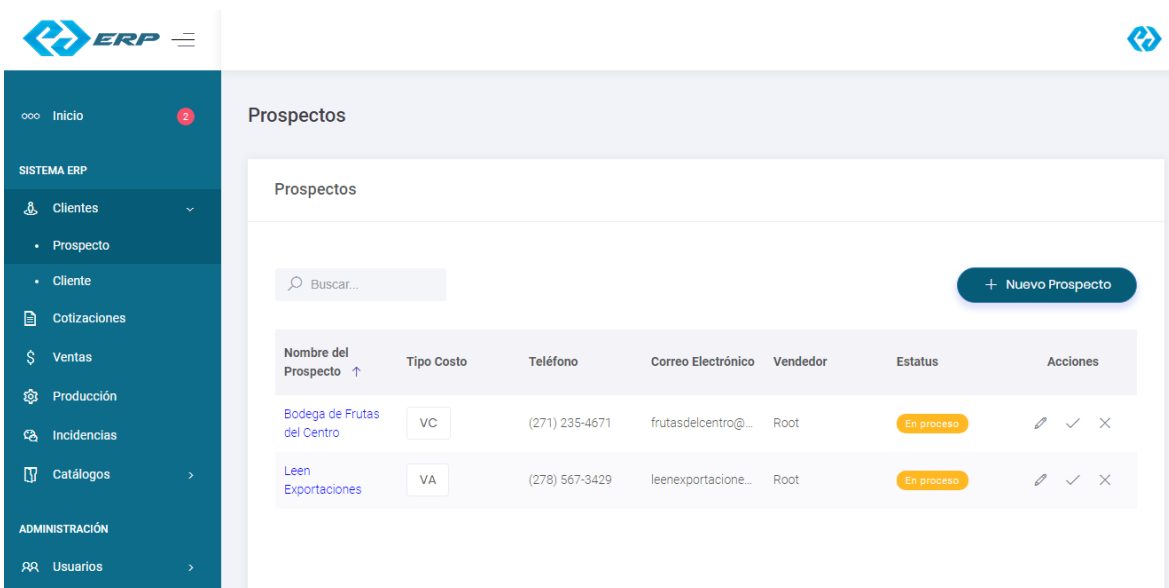 ERP
Inicio 2
SISTEMA ERP
Clientes
Prospecto
Cliente
Cotizaciones
Ventas
Producción
Incidencias
Catálogos
ADMINISTRACIÓN
Usuarios
Prospectos
Prospectos
Buscar...
+ Nuevo Prospecto
Nombre del
Prospecto ↑ Tipo Costo Teléfono Correo Electrónico Vendedor Estatus Acciones
Bodega de Frutas
del Centro VC (271) 235-4671 frutasdelcentro@... Root En proceso
Leen
Exportaciones VA (278) 567-3429 leenexportacione... Root En proceso